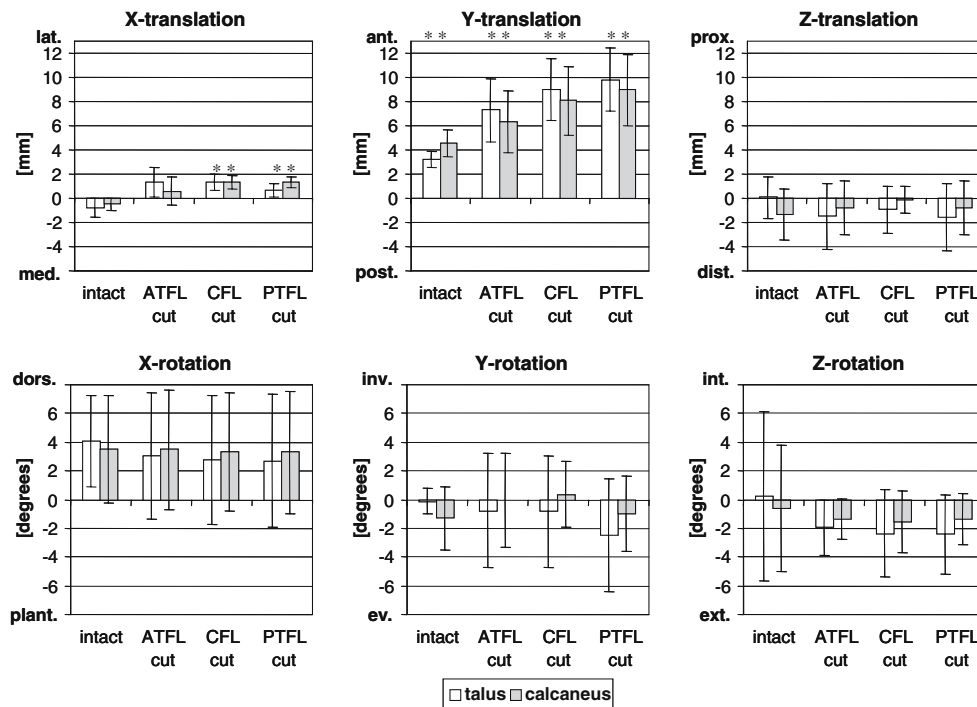 X-translation
lat.
12
10
8
6
4
2
0
-2
-4
[mm]
* * * *
med.
intact ATFL CFL PTFL
cut cut cut
Y-translation
ant.
* * * * * * * *
12
10
8
6
4
2
0
-2
-4
[mm]
post.
intact ATFL CFL PTFL
cut cut cut
Z-translation
prox.
12
10
8
6
4
2
0
-2
-4
[mm]
dist.
intact ATFL CFL PTFL
cut cut cut
X-rotation
dors.
6
4
2
0
-2
-4
-6
[degrees]
plant.
intact ATFL CFL PTFL
cut cut cut
Y-rotation
inv.
6
4
2
0
-2
-4
-6
[degrees]
ev.
intact ATFL CFL PTFL
cut cut cut
Z-rotation
int.
6
4
2
0
-2
-4
-6
[degrees]
ext.
intact ATFL CFL PTFL
cut cut cut
talus calcaneus